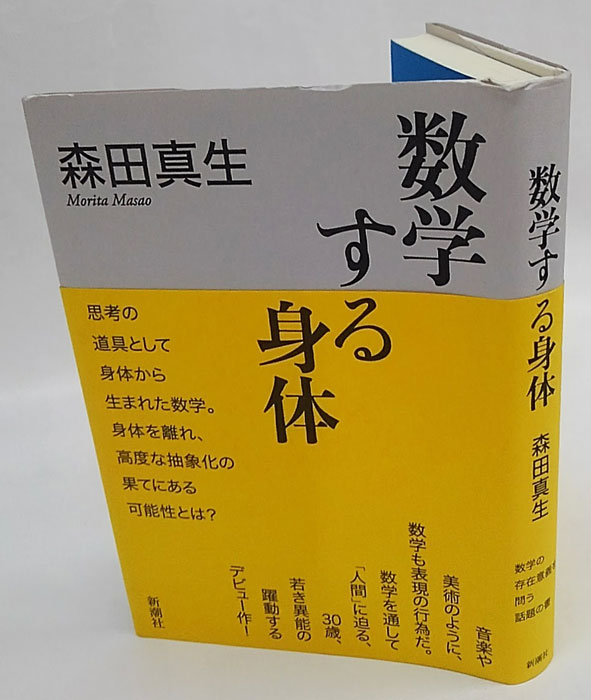 森田真生
Morita Masao
数学
する
身体
思考の
道具として
身体から
生まれた数学。
身体を離れ、
高度な抽象化の
果てにある
可能性とは?
音楽や
美術のように、
数学も表現の行為だ。
数学を通して
「人間」に迫る、
30歳、
若き異能の
躍動する
デビュー作!
新潮社
数学する身体
森田真生
数学の
存在意義を
問う
話題の書
新潮社